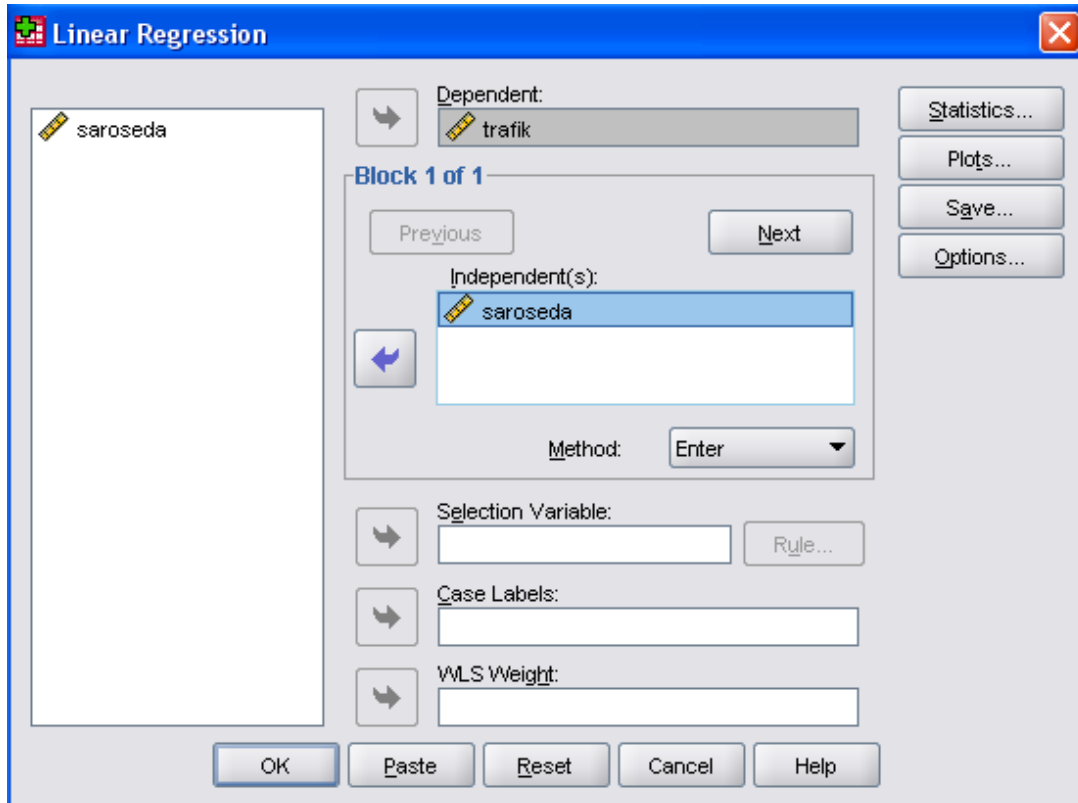 Linear Regression
saroseda
Dependent:
trafik
Block 1 of 1
Previous
Next
Independent(s):
saroseda
Method:
Enter
Selection Variable:
Rule...
Case Labels:
WLS Weight:
Statistics...
Plots...
Save...
Options...
OK
Paste
Reset
Cancel
Help